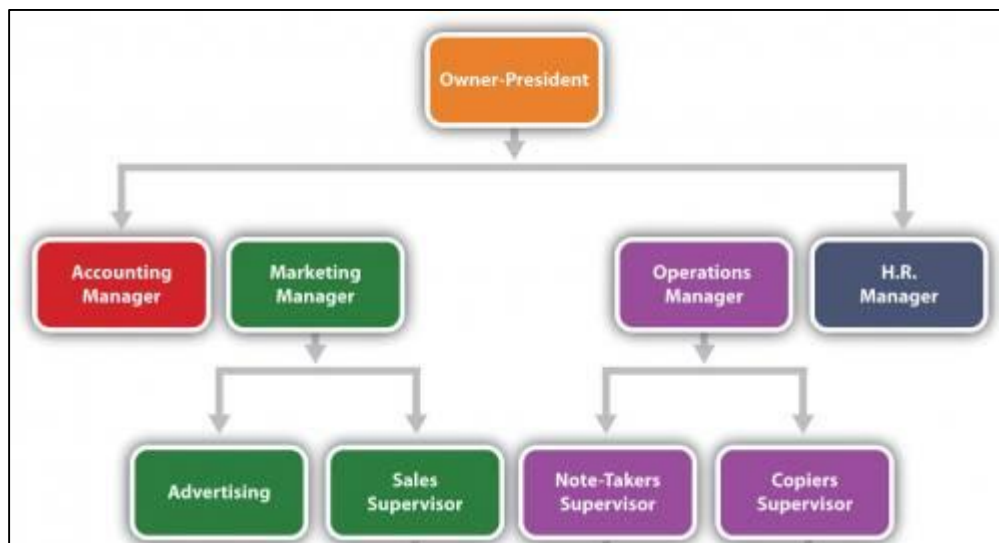 Owner-President
Accounting
Manager
Marketing
Manager
Operations
Manager
H.R.
Manager
Advertising
Sales
Supervisor
Note-Takers
Supervisor
Copiers
Supervisor